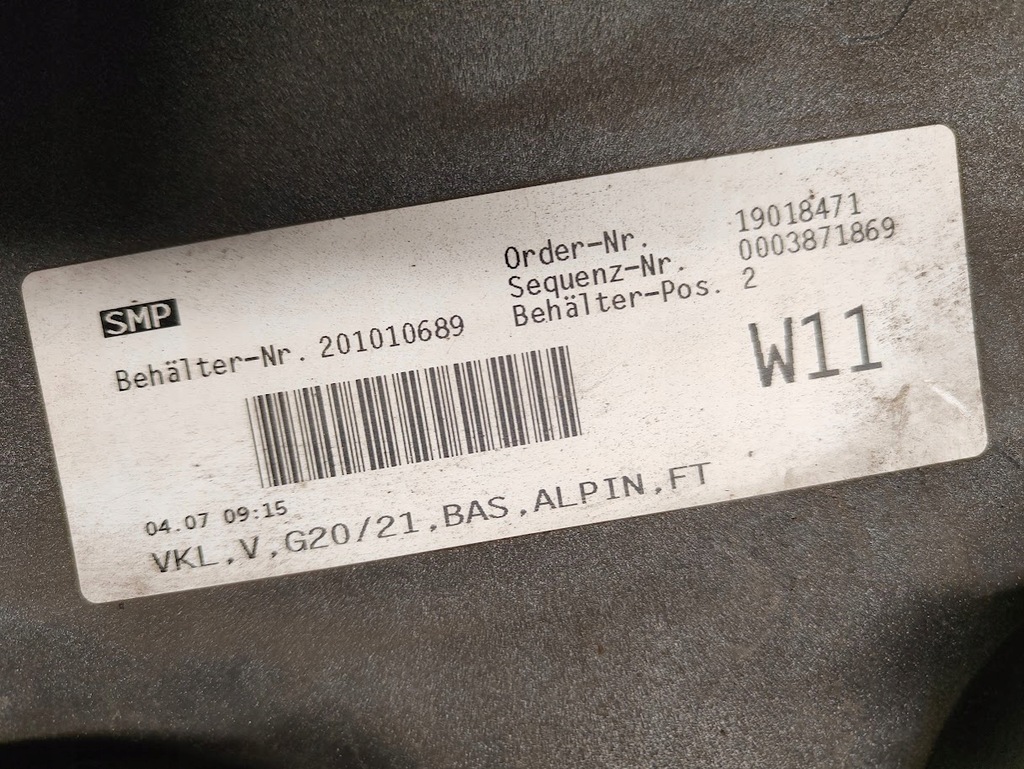 SMP
Order-Nr. 19018471
Sequenz-Nr. 0003871869
Behälter-Pos. 2
Behälter-Nr. 201010689
W11
04.07 09:15
VKL,V,G20/21,BAS,ALPIN,FT